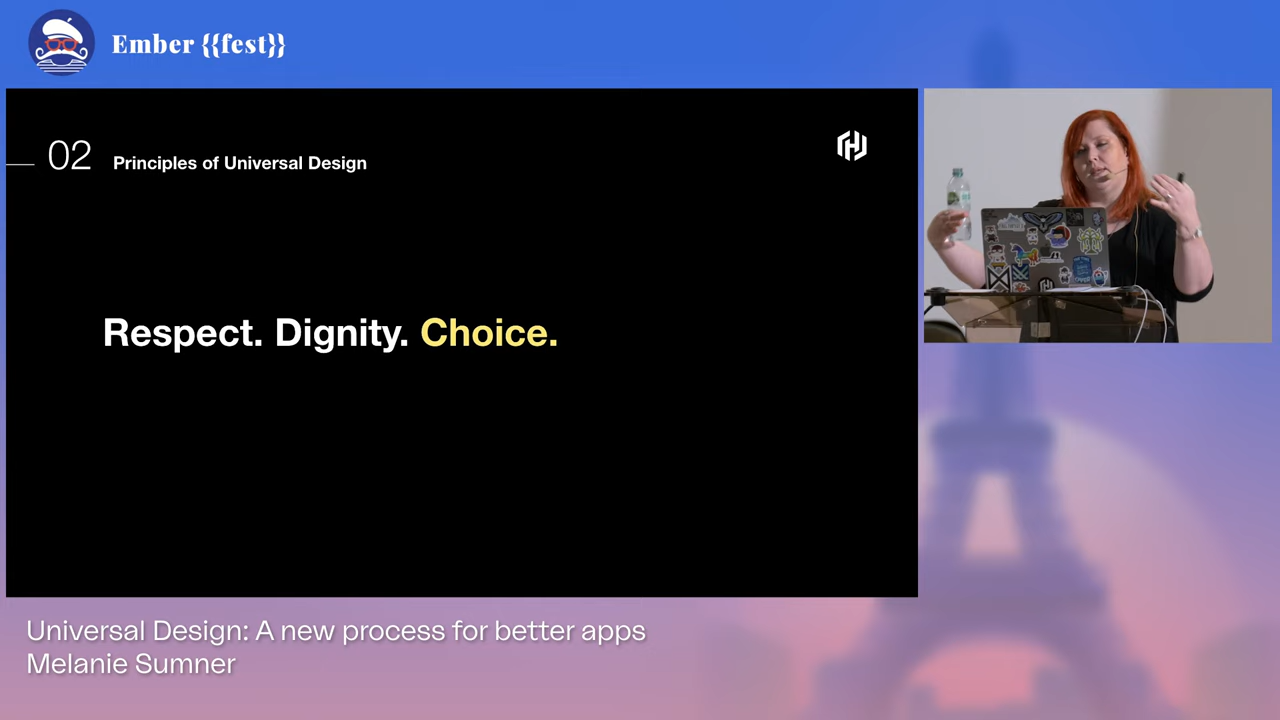 Ember {{fest}}
02 Principles of Universal Design
Respect. Dignity. Choice.
Universal Design: A new process for better apps
Melanie Sumner